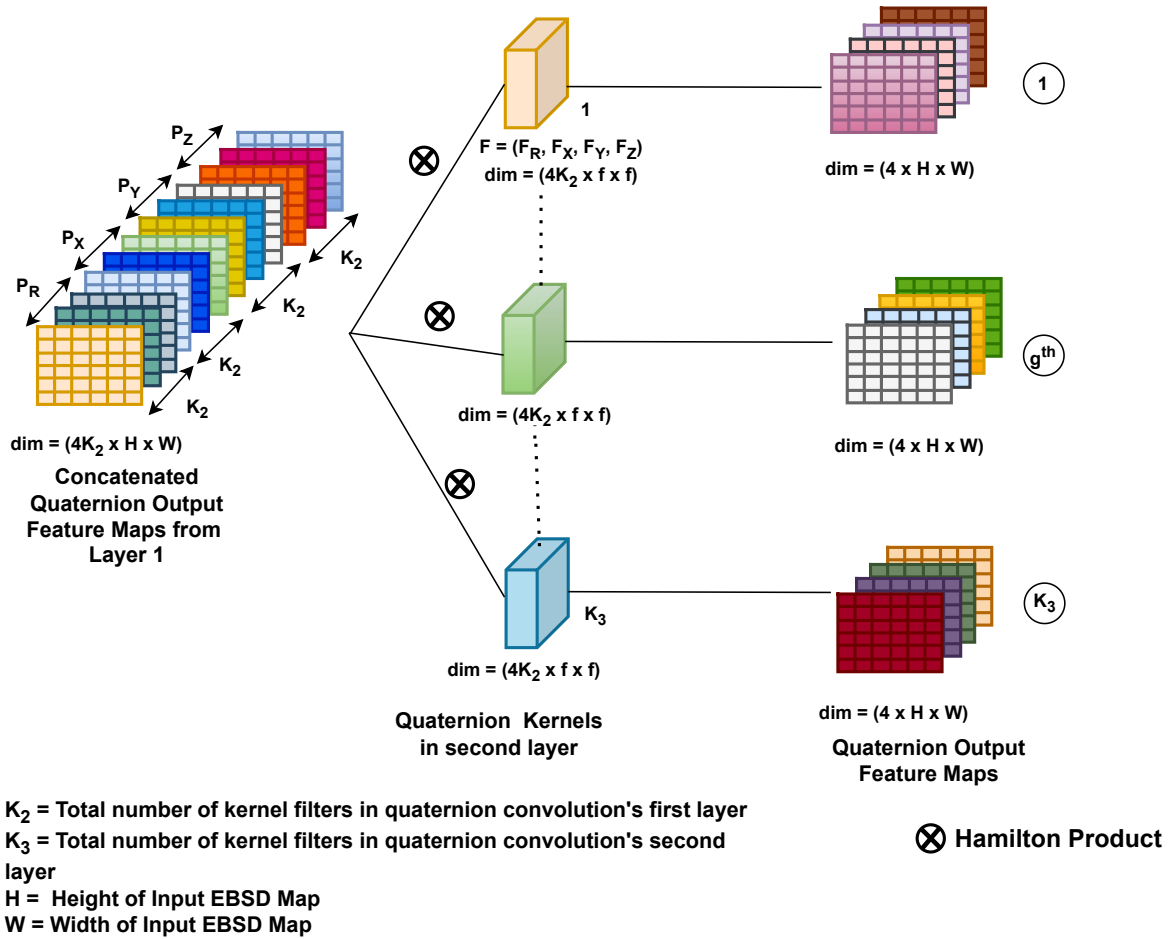 P_Z
P_Y
P_X
P_R
K_2
K_2
K_2
K_2
dim = (4K_2 x H x W)
Concatenated
Quaternion Output
Feature Maps from
Layer 1
1
F = (F_R, F_X, F_Y, F_Z)
dim = (4K_2 x f x f)
dim = (4K_2 x f x f)
K_3
dim = (4K_2 x f x f)
Quaternion Kernels
in second layer
1
dim = (4 x H x W)
g^th
dim = (4 x H x W)
K_3
dim = (4 x H x W)
Quaternion Output
Feature Maps
K_2 = Total number of kernel filters in quaternion convolution's first layer
K_3 = Total number of kernel filters in quaternion convolution's second
layer
H = Height of Input EBSD Map
W = Width of Input EBSD Map
⊗ Hamilton Product